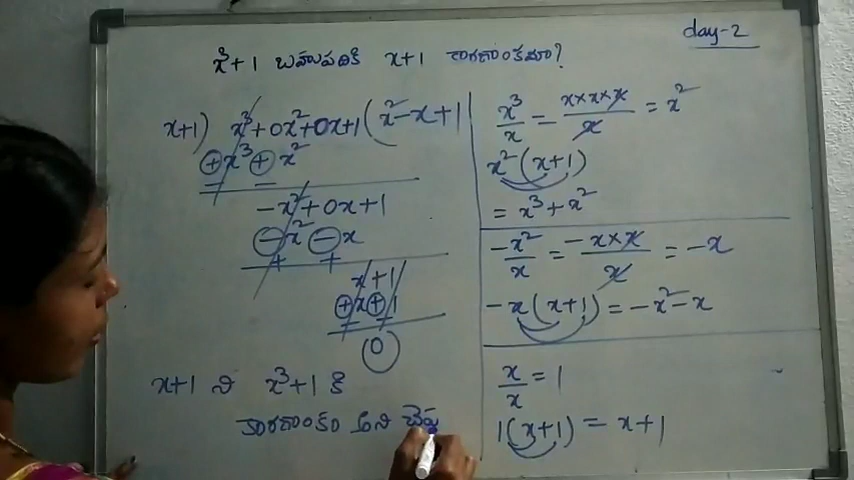 day-2
x³+1 బహుపదికి x+1 కారణాంకమా?
x+1) x³+0x²+0x+1 (x²-x+1
+x³+x²
- -
-x²+0x+1
-x²-x
+ +
x+1
+x+1
- -
0
x+1 ని x³+1 కి
కారణాంకం అని చెప్ప
x³/x = x×x×x/x = x²
x²(x+1)
= x³+x²
-x²/x = -x×x/x = -x
-x(x+1) = -x²-x
x/x = 1
1(x+1) = x+1